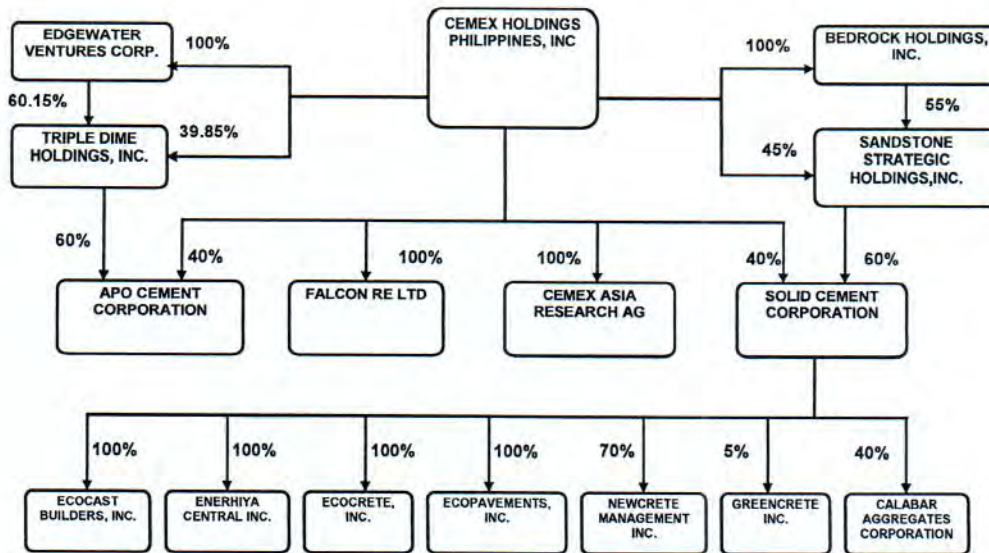 CEMEX HOLDINGS
PHILIPPINES, INC
EDGEWATER
VENTURES CORP.
100%
100%
BEDROCK HOLDINGS,
INC.
60.15%
39.85%
55%
TRIPLE DIME
HOLDINGS, INC.
45%
SANDSTONE
STRATEGIC
HOLDINGS,INC.
60%
40%
100%
100%
40%
60%
APO CEMENT
CORPORATION
FALCON RE LTD
CEMEX ASIA
RESEARCH AG
SOLID CEMENT
CORPORATION
100%
100%
100%
100%
70%
5%
40%
ECOCAST
BUILDERS, INC.
ENERHIYA
CENTRAL INC.
ECOCRETE,
INC.
ECOPAVEMENTS,
INC.
NEWCRETE
MANAGEMENT
INC.
GREENCRETE
INC.
CALABAR
AGGREGATES
CORPORATION